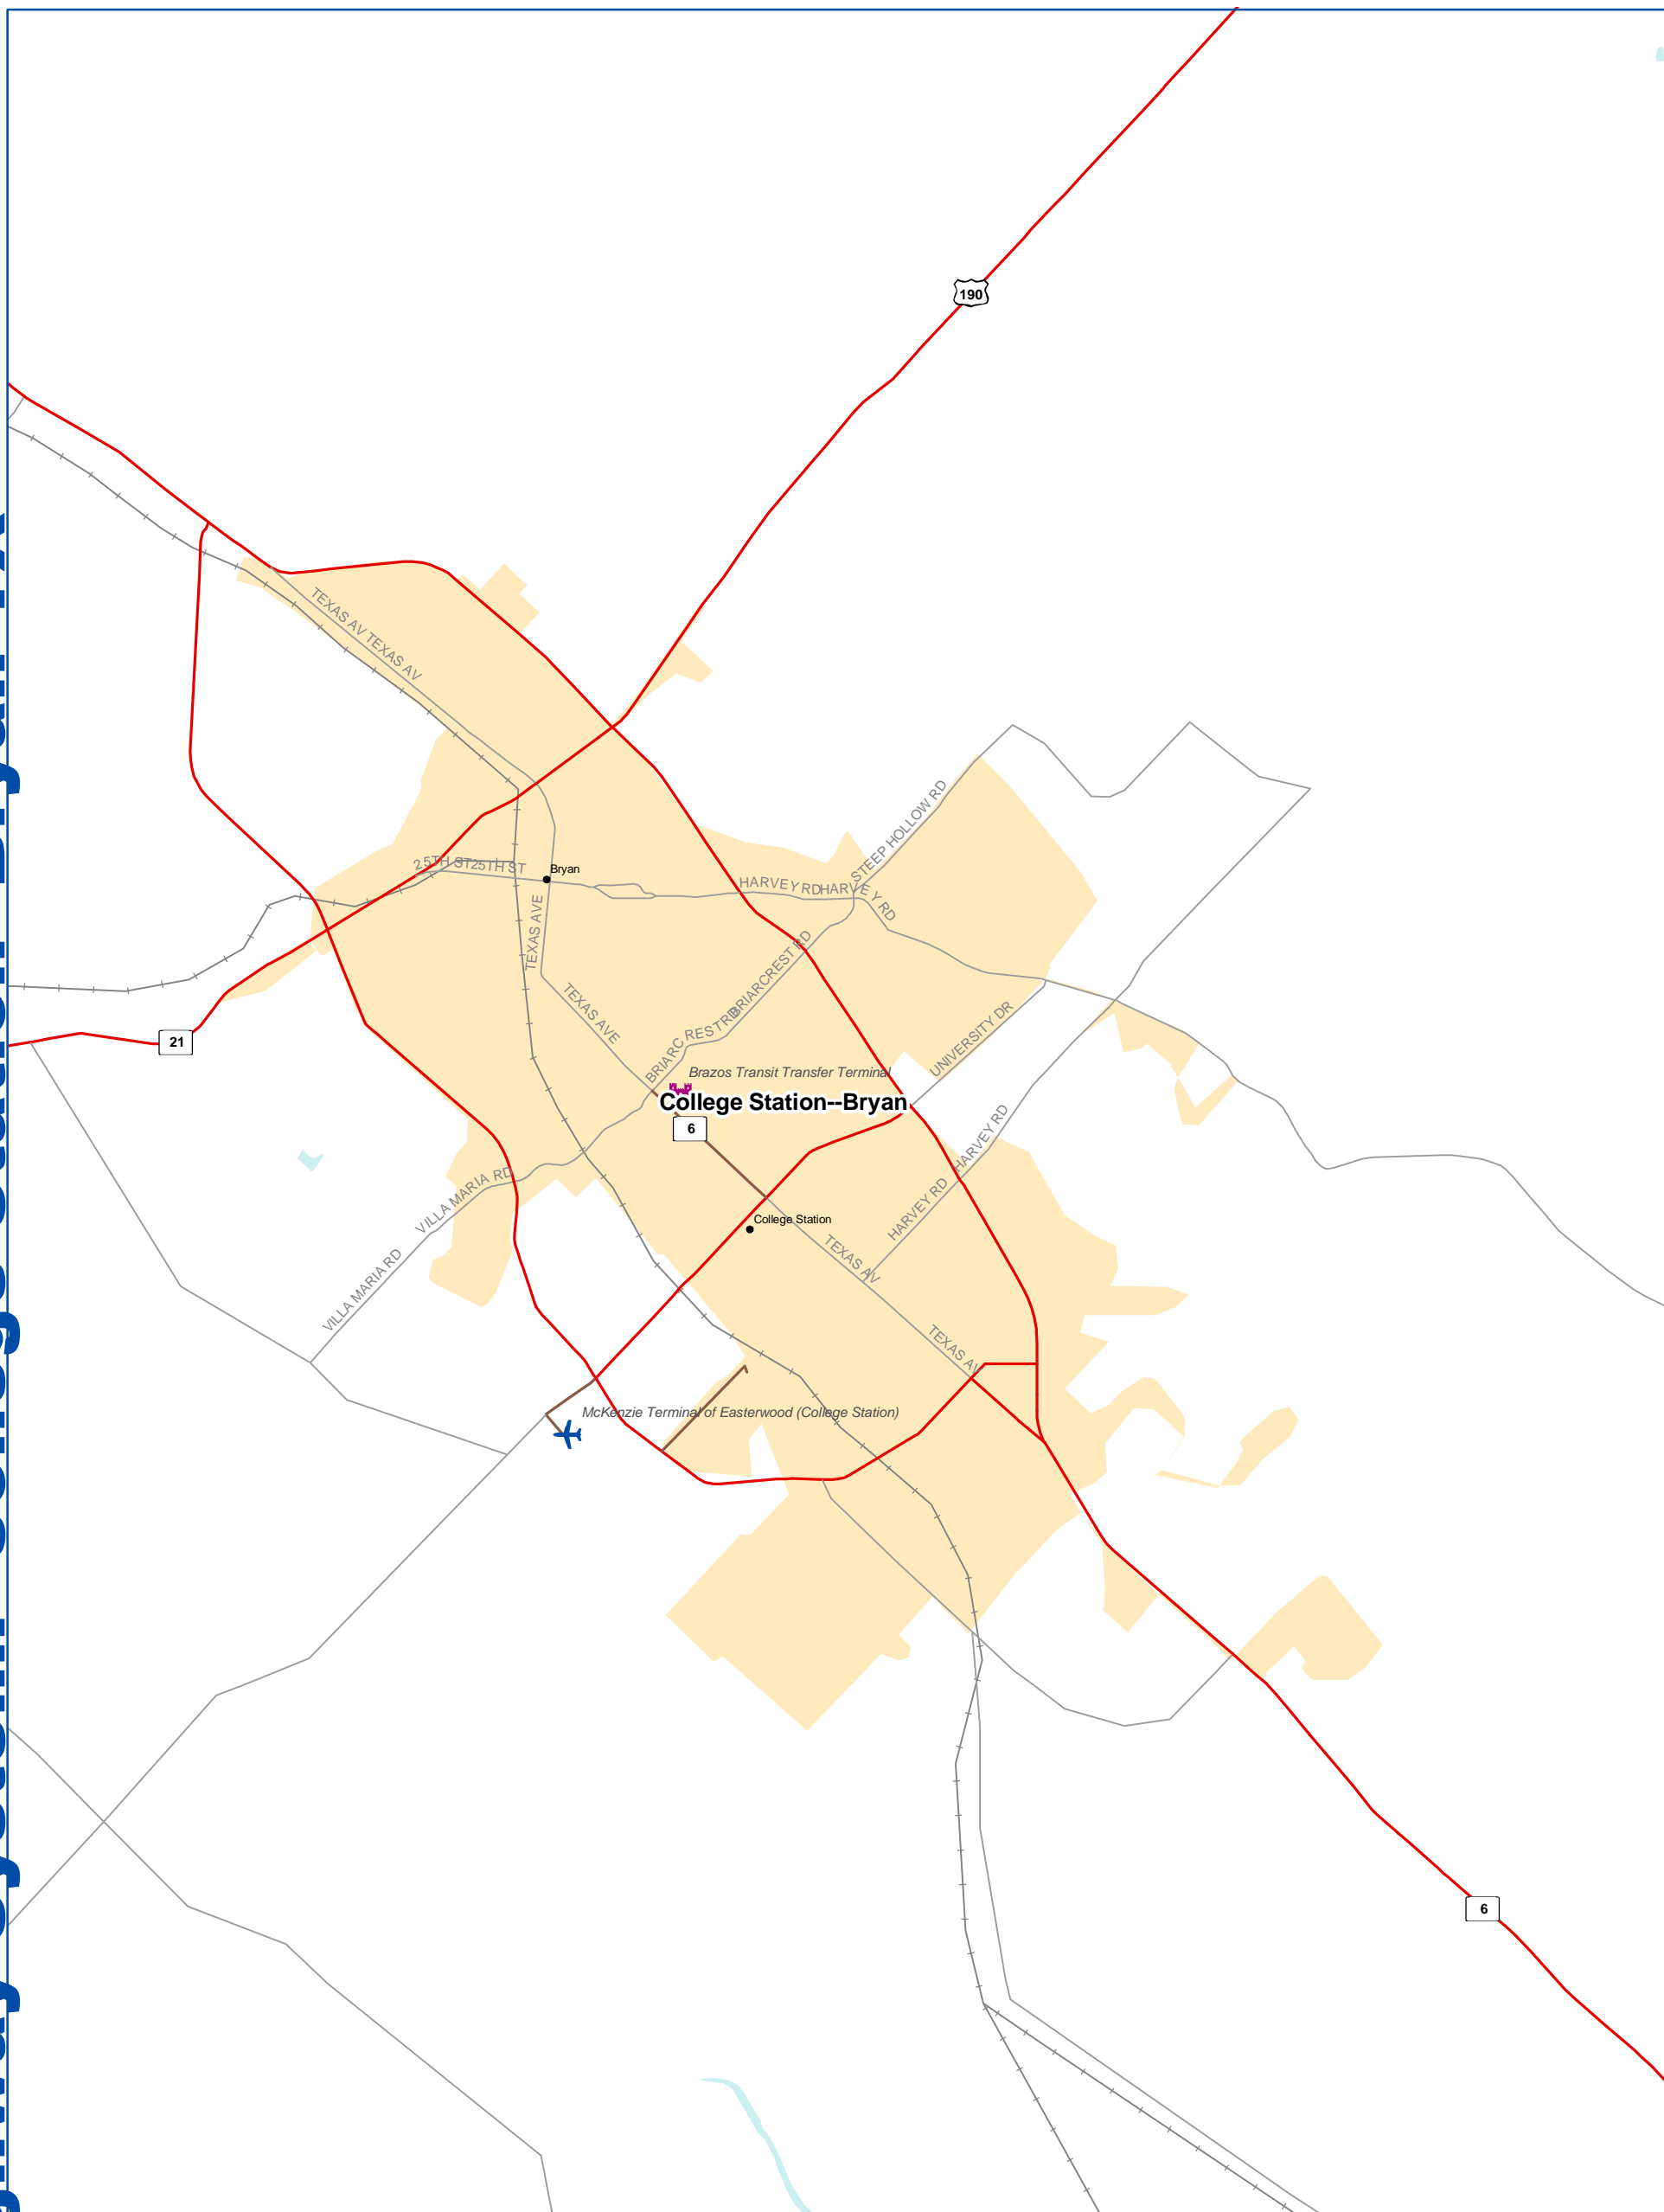 190
TEXAS AV TEXAS AV
STEEP HOLLOW RD
25TH ST25TH ST
Bryan
HARVEY RDHARVEY RD
TEXAS AVE
TEXAS AVE
BRIARCREST RDBRIARCREST RD
UNIVERSITY DR
21
Brazos Transit Transfer Terminal
College Station--Bryan
6
HARVEY RD
HARVEY RD
VILLA MARIA RD
VILLA MARIA RD
College Station
TEXAS AV
TEXAS AV
McKenzie Terminal of Easterwood (College Station)
6